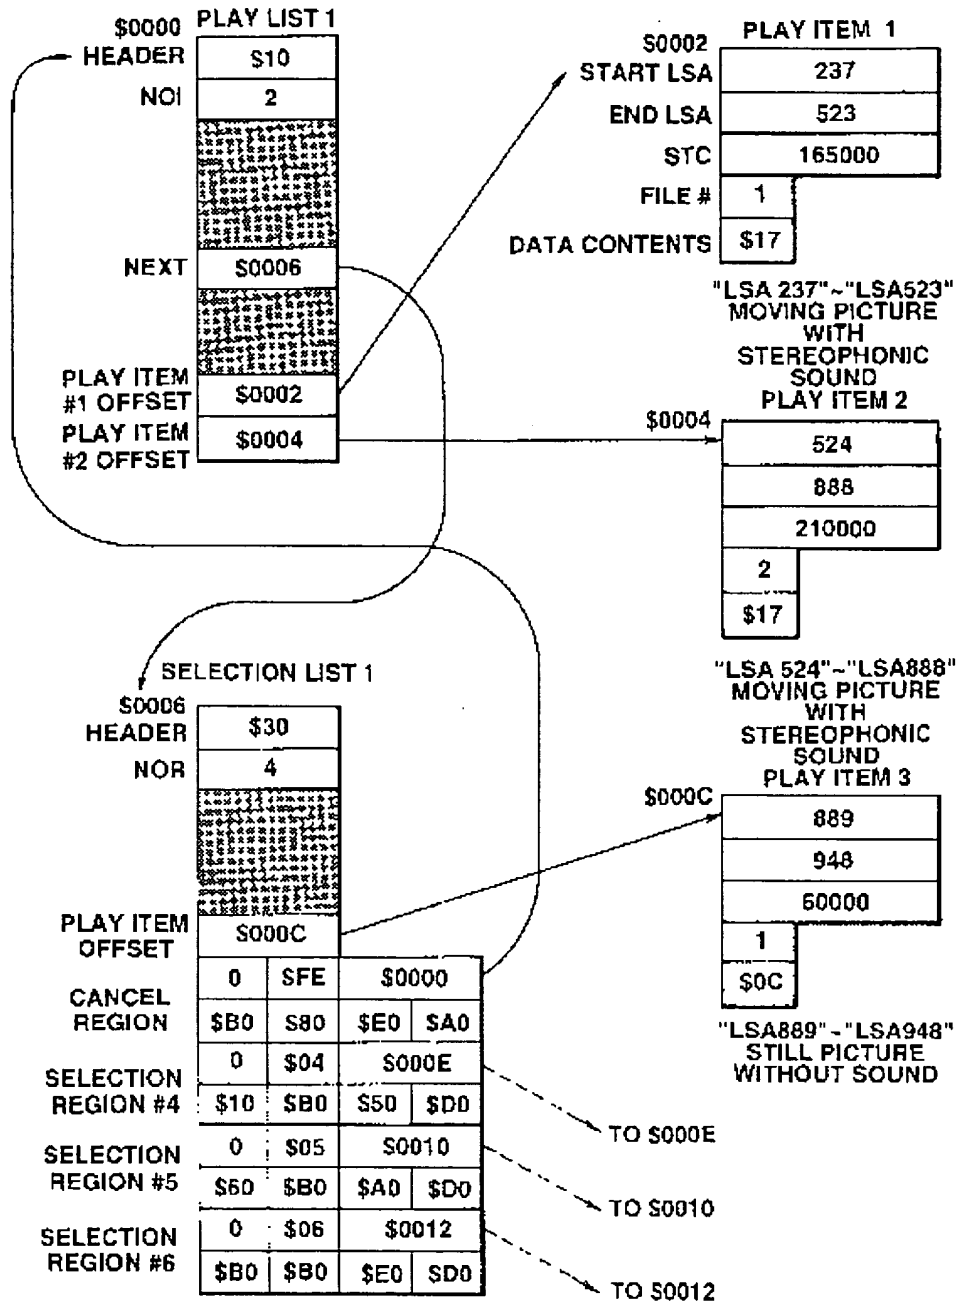 PLAY LIST 1
$0000
HEADER $10
NOI 2
NEXT $0006
PLAY ITEM
#1 OFFSET $0002
PLAY ITEM
#2 OFFSET $0004
PLAY ITEM 1
$0002
START LSA 237
END LSA 523
STC 165000
FILE # 1
DATA CONTENTS $17
"LSA 237"~"LSA523"
MOVING PICTURE
WITH
STEREOPHONIC
SOUND
PLAY ITEM 2
$0004
524
888
210000
2
$17
"LSA 524"~"LSA888"
MOVING PICTURE
WITH
STEREOPHONIC
SOUND
PLAY ITEM 3
$000C
889
948
60000
1
$0C
"LSA889"~"LSA948"
STILL PICTURE
WITHOUT SOUND
SELECTION LIST 1
$0006
HEADER $30
NOR 4
PLAY ITEM
OFFSET $000C
CANCEL
REGION
0 $FE $0000
$B0 $80 $E0 $A0
SELECTION
REGION #4
0 $04 $000E
$10 $B0 $50 $D0
TO $000E
SELECTION
REGION #5
0 $05 $0010
$60 $B0 $A0 $D0
TO $0010
SELECTION
REGION #6
0 $06 $0012
$B0 $B0 $E0 $D0
TO $0012